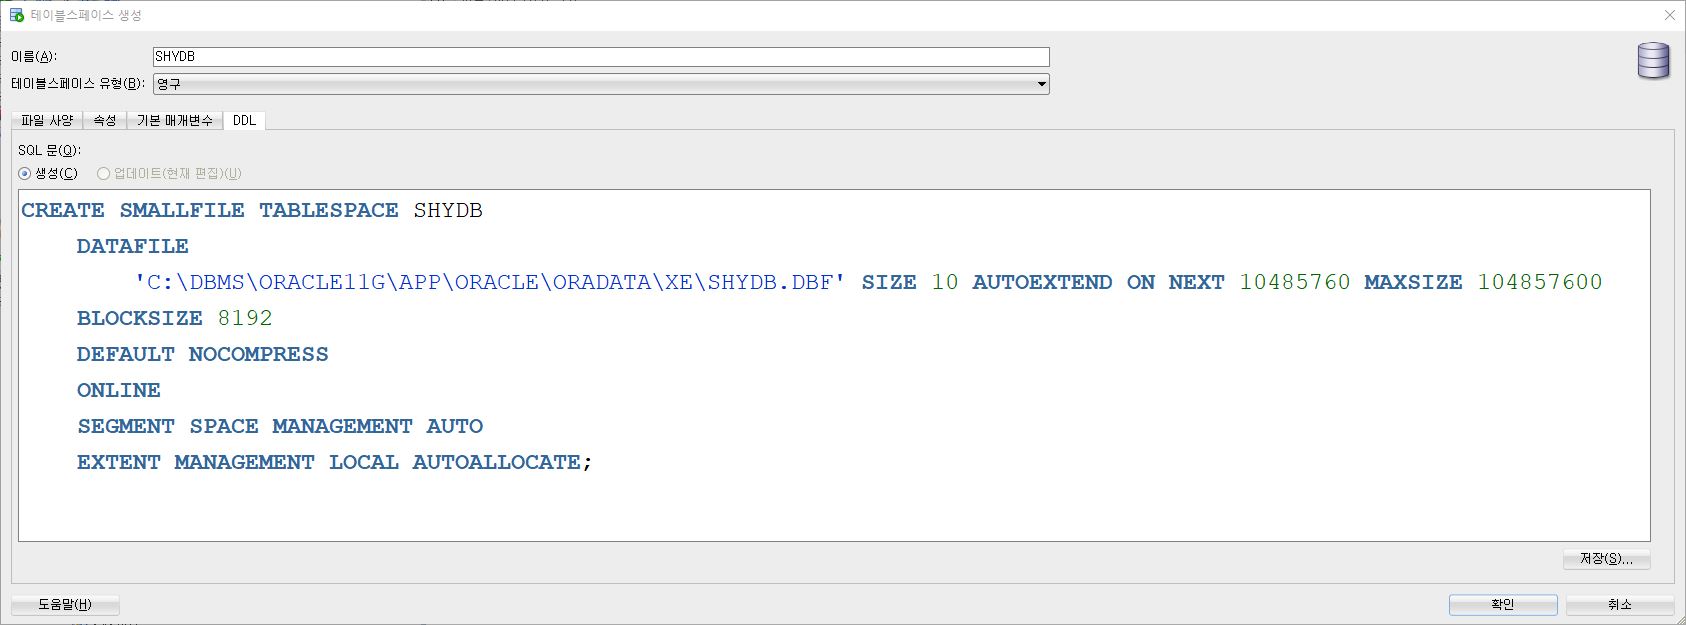 테이블스페이스 생성
이름(A): SHYDB
테이블스페이스 유형(B): 영구
파일 사양 속성 기본 매개변수 DDL
SQL 문(Q):
생성(C) 업데이트(현재 편집)(U)
CREATE SMALLFILE TABLESPACE SHYDB
DATAFILE
'C:\DBMS\ORACLE11G\APP\ORACLE\ORADATA\XE\SHYDB.DBF' SIZE 10 AUTOEXTEND ON NEXT 10485760 MAXSIZE 104857600
BLOCKSIZE 8192
DEFAULT NOCOMPRESS
ONLINE
SEGMENT SPACE MANAGEMENT AUTO
EXTENT MANAGEMENT LOCAL AUTOALLOCATE;
저장(S)...
도움말(H) 확인 취소